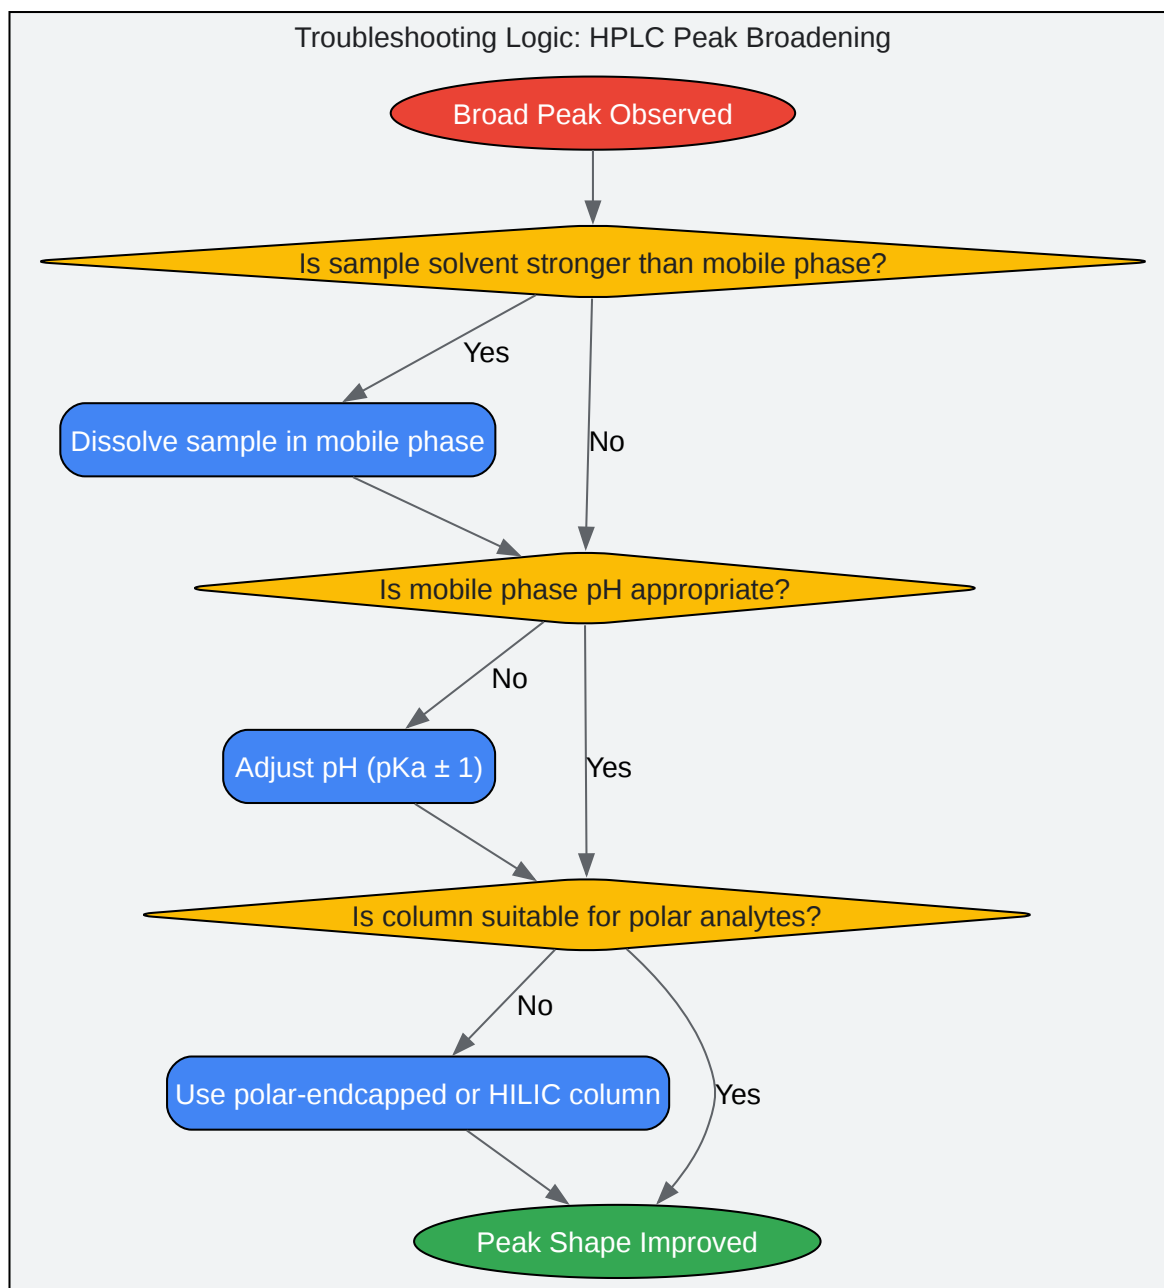 Troubleshooting Logic: HPLC Peak Broadening
Broad Peak Observed
Is sample solvent stronger than mobile phase?
Yes
Dissolve sample in mobile phase
No
Is mobile phase pH appropriate?
No
Adjust pH (pKa ± 1)
Yes
Is column suitable for polar analytes?
No
Use polar-endcapped or HILIC column
Yes
Peak Shape Improved